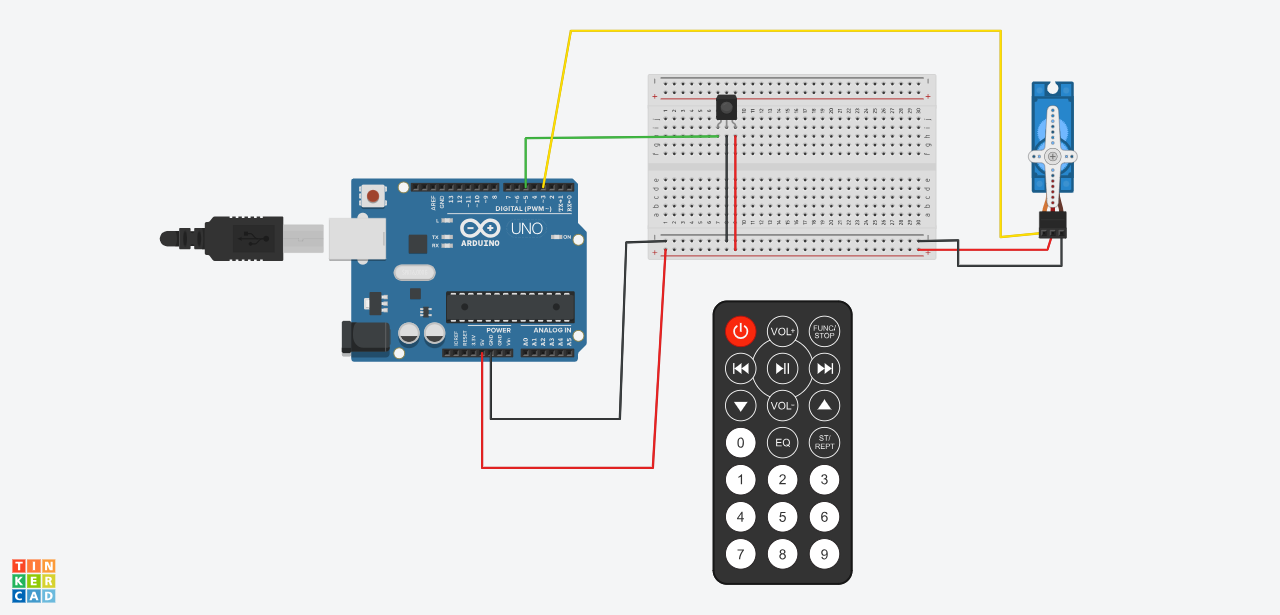 AREF
GND
13
12
~11
~10
~9
8
7
~6
~5
4
~3
2
TX→1
RX←0
DIGITAL (PWM~)
L
TX
RX
ARDUINO
UNO
ON
POWER
ANALOG IN
IOREF
RESET
3.3V
5V
GND
GND
Vin
A0
A1
A2
A3
A4
A5
j
i
h
g
f
e
d
c
b
a
VOL+
FUNC/
STOP
VOL-
0
EQ
ST/
REPT
1
2
3
4
5
6
7
8
9
TIN
KER
CAD